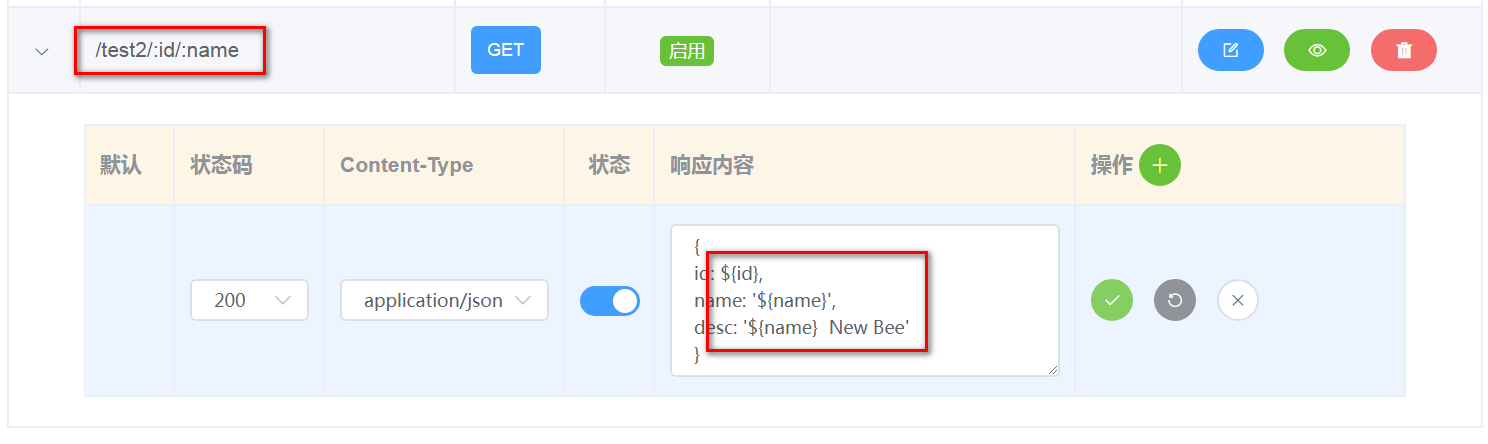 /test2/:id/:name GET 启用
默认 状态码 Content-Type 状态 响应内容 操作
200 application/json
{
id: ${id},
name: '${name}',
desc: '${name}  New Bee'
}